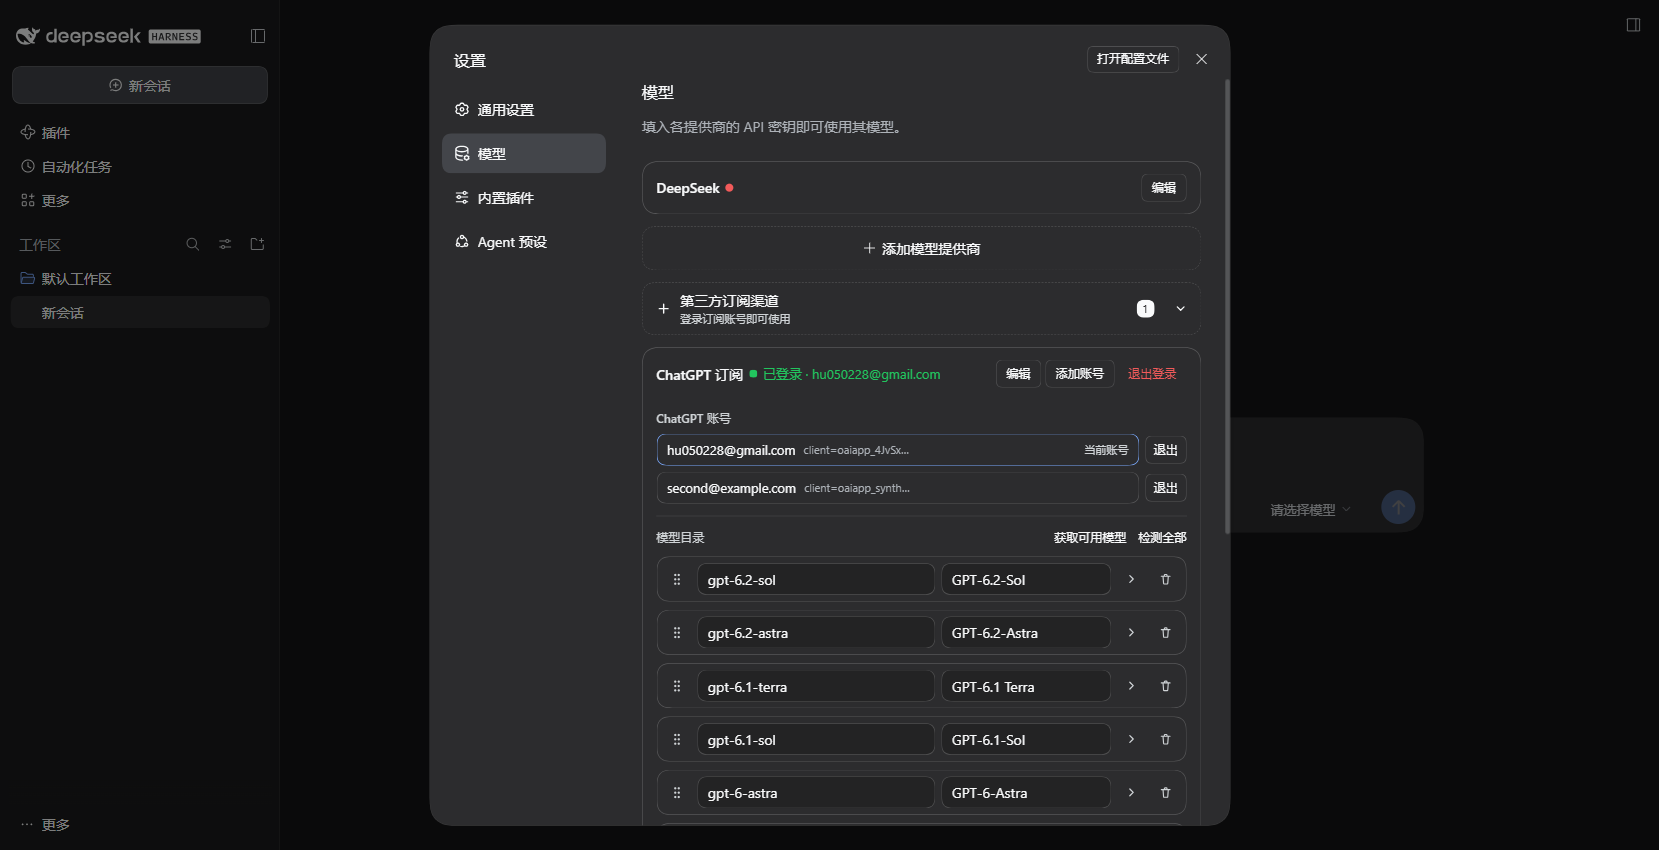 deepseek HARNESS
新会话
插件
自动化任务
更多
工作区
默认工作区
新会话
更多
设置
打开配置文件
通用设置
模型
内置插件
Agent 预设
模型
填入各提供商的 API 密钥即可使用其模型。
DeepSeek
编辑
添加模型提供商
第三方订阅渠道
登录订阅账号即可使用
1
ChatGPT 订阅 已登录 · hu050228@gmail.com
编辑 添加账号 退出登录
ChatGPT 账号
hu050228@gmail.com client=oaiapp_4JvSx... 当前账号 退出
second@example.com client=oaiapp_synth... 退出
模型目录 获取可用模型 检测全部
gpt-6.2-sol GPT-6.2-Sol
gpt-6.2-astra GPT-6.2-Astra
gpt-6.1-terra GPT-6.1 Terra
gpt-6.1-sol GPT-6.1-Sol
gpt-6-astra GPT-6-Astra
请选择模型